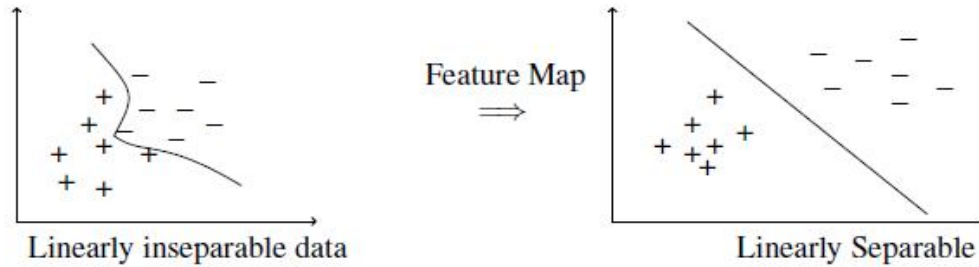 Feature Map
⟹
Linearly inseparable data
Linearly Separable